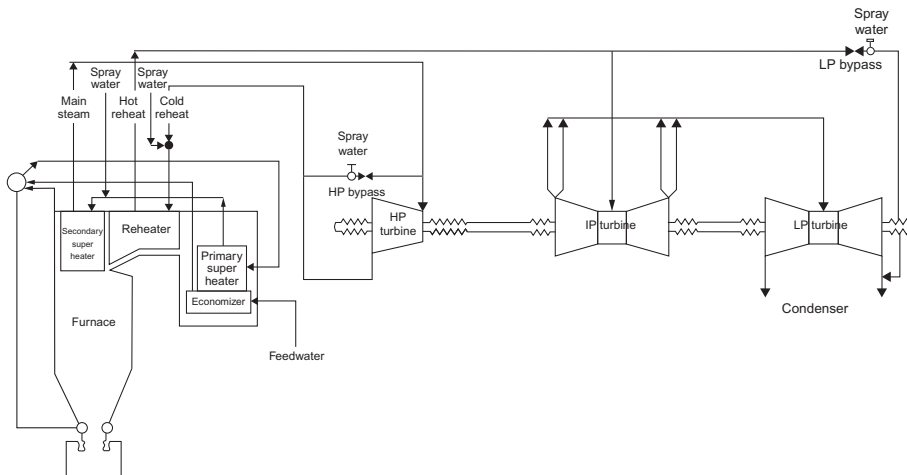 Spray
water
LP bypass
Spray
water
Spray
water
Main
steam
Hot
reheat
Cold
reheat
Spray
water
HP bypass
HP
turbine
IP turbine
LP turbine
Secondary
super
heater
Reheater
Primary
super
heater
Economizer
Furnace
Feedwater
Condenser